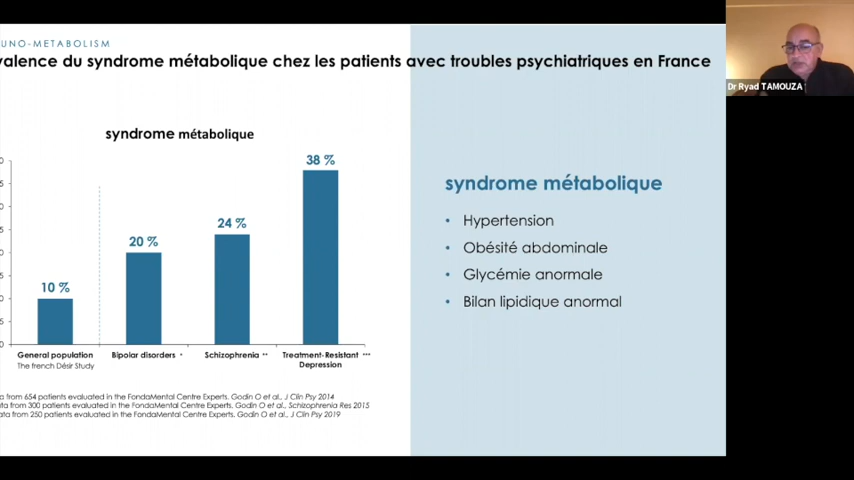 UNO-METABOLISM
valence du syndrome métabolique chez les patients avec troubles psychiatriques en France
Dr Ryad TAMOUZA
syndrome métabolique
38 %
24 %
20 %
10 %
General population
The french Désir Study
Bipolar disorders *
Schizophrenia **
Treatment-Resistant ***
Depression
a from 654 patients evaluated in the FondaMental Centre Experts. Godin O et al., J Clin Psy 2014
ata from 300 patients evaluated in the FondaMental Centre Experts. Godin O et al., Schizophrenia Res 2015
ata from 250 patients evaluated in the FondaMental Centre Experts. Godin O et al., J Clin Psy 2019
syndrome métabolique
• Hypertension
• Obésité abdominale
• Glycémie anormale
• Bilan lipidique anormal